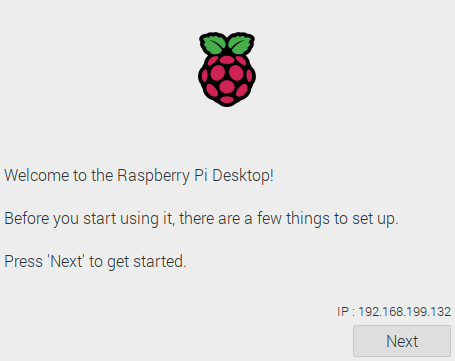 Welcome to the Raspberry Pi Desktop!
Before you start using it, there are a few things to set up.
Press 'Next' to get started.
IP : 192.168.199.132
Next